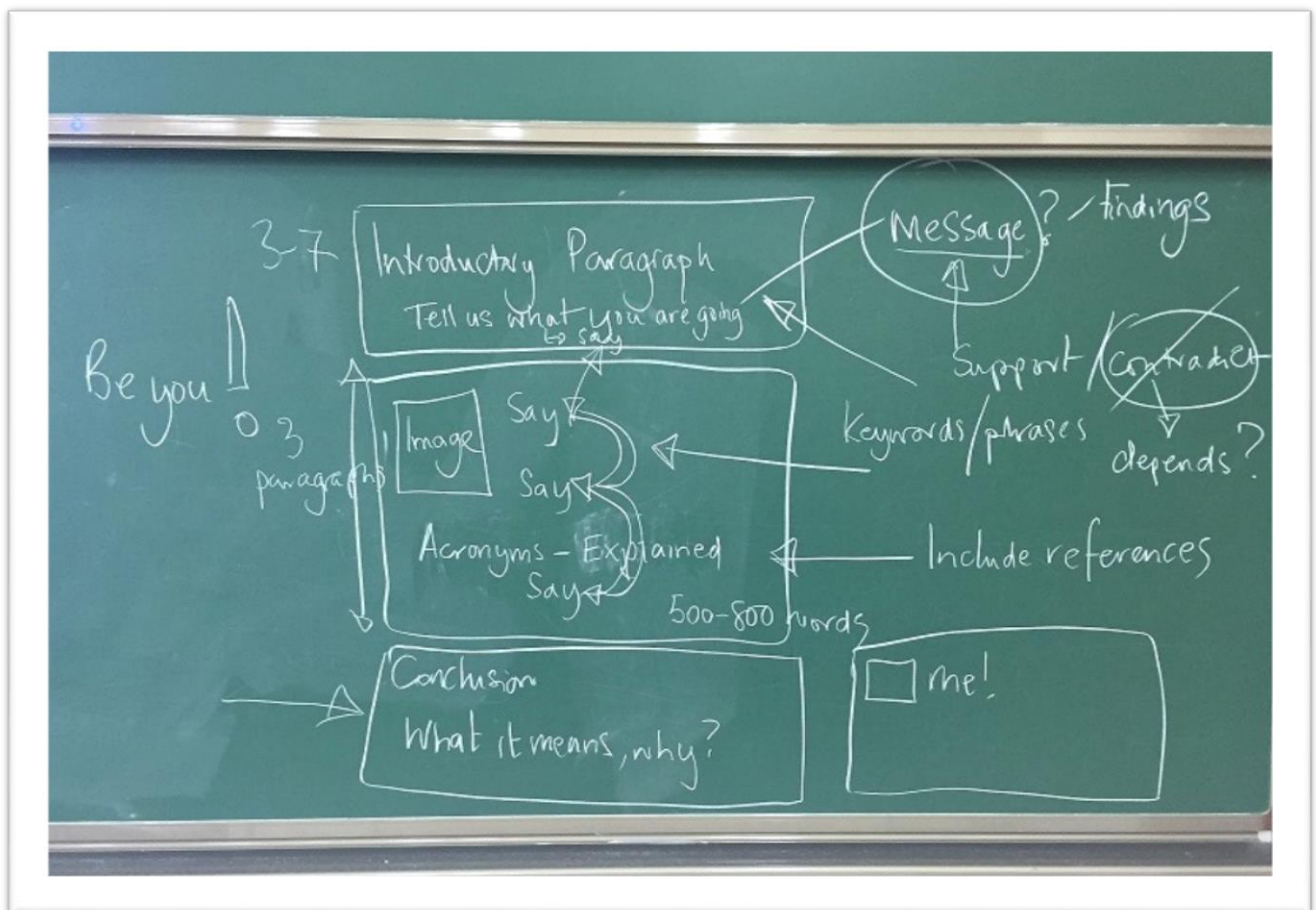 Message? / findings
3-7
Introductory Paragraph
Tell us what you are going
to say
Support / contradict
depends?
Be you!
Keywords/phrases
3
paragraphs
Image
Say
Say
Acronyms - Explained
Say
500-800 words
Include references
Conclusion
What it means, why?
me!